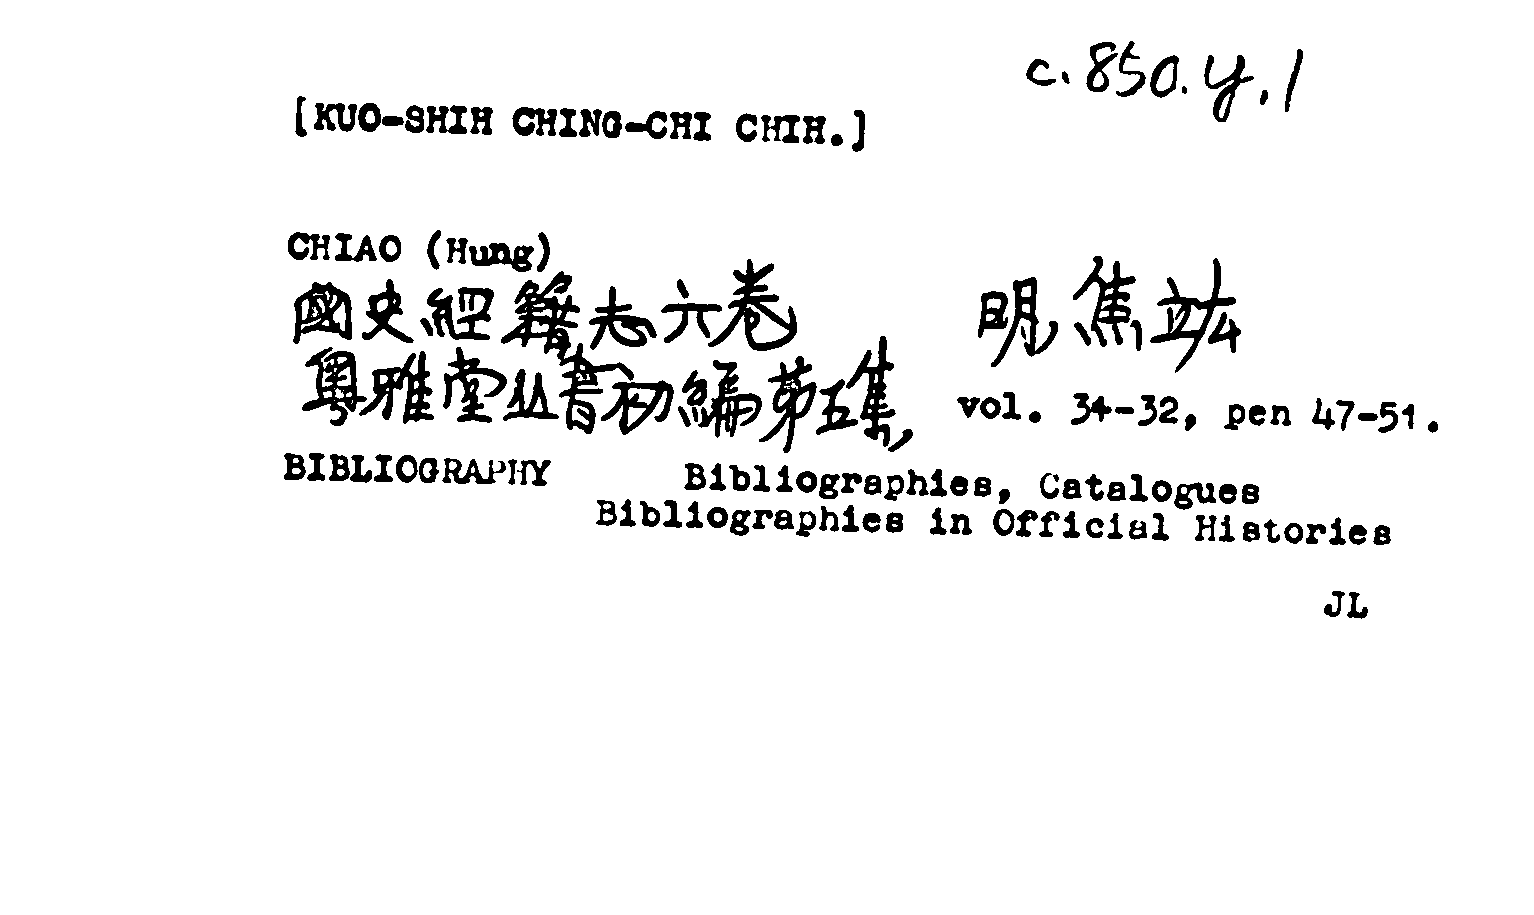 c.850.y.1
[KUO-SHIH CHING-CHI CHIH.]
CHIAO (Hung)
國史經籍志六卷 明焦竑
粵雅堂丛書初編第五集, vol. 34-32, pen 47-51.
BIBLIOGRAPHY Bibliographies, Catalogues
Bibliographies in Official Histories
JL